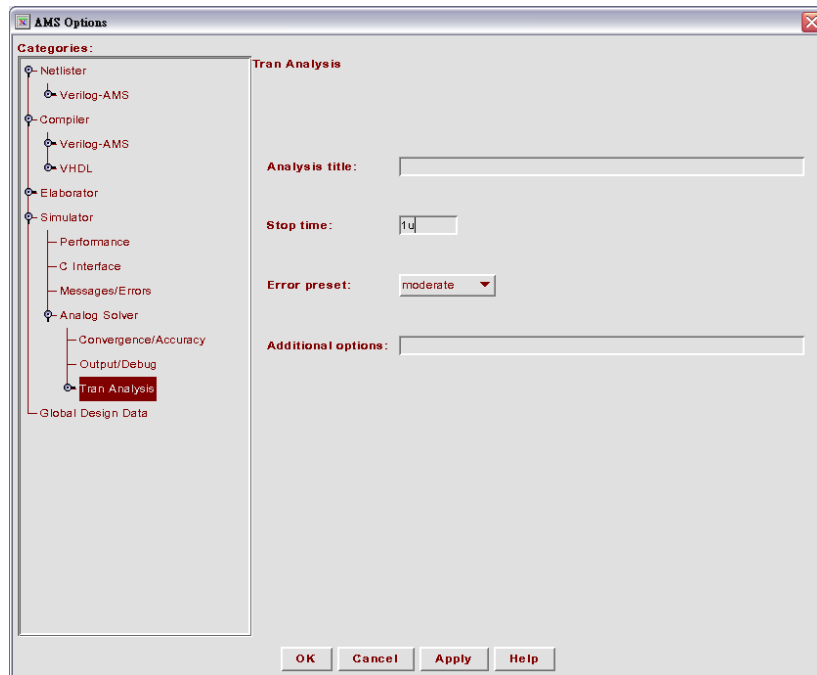 AMS Options
Categories:
Netlister
Verilog-AMS
Compiler
Verilog-AMS
VHDL
Elaborator
Simulator
Performance
C Interface
Messages/Errors
Analog Solver
Convergence/Accuracy
Output/Debug
Tran Analysis
Global Design Data
Tran Analysis
Analysis title:
Stop time: 1u
Error preset: moderate
Additional options:
OK Cancel Apply Help